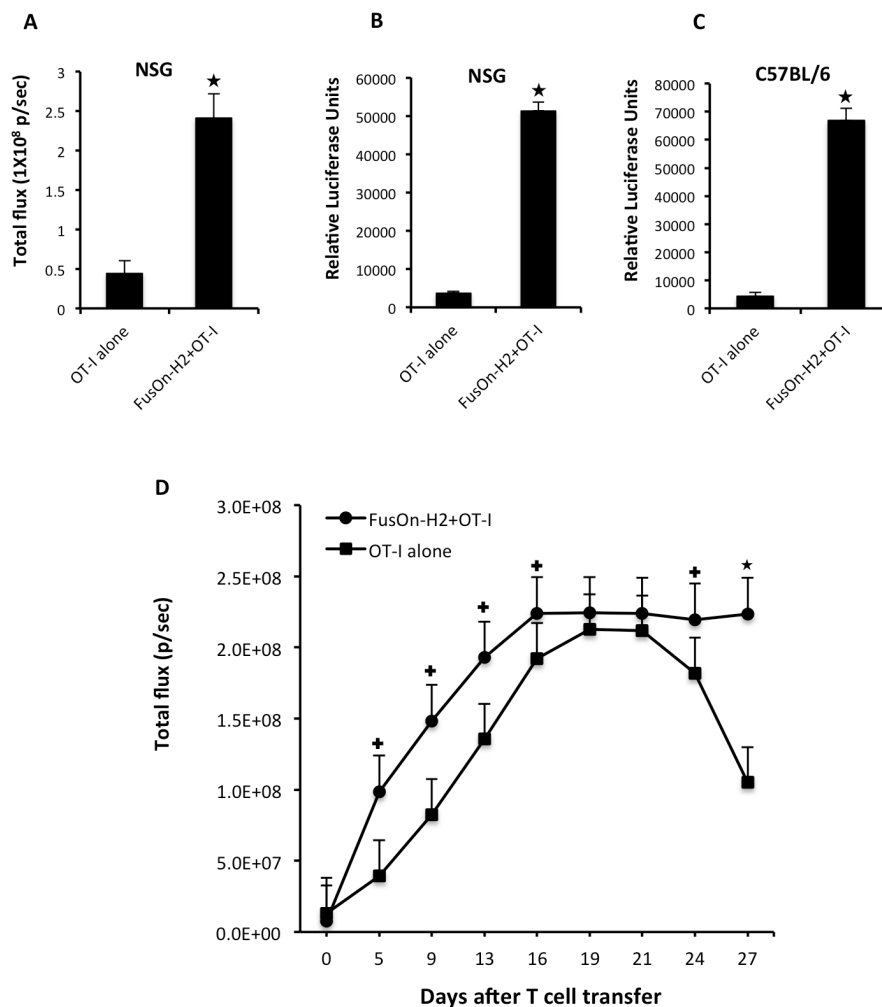 A
NSG
Total flux (1X10⁸ p/sec)
3
2.5
2
1.5
1
0.5
0
OT-I alone
FusOn-H2+OT-I
B
NSG
Relative Luciferase Units
60000
50000
40000
30000
20000
10000
0
OT-I alone
FusOn-H2+OT-I
C
C57BL/6
Relative Luciferase Units
80000
70000
60000
50000
40000
30000
20000
10000
0
OT-I alone
FusOn-H2+OT-I
D
FusOn-H2+OT-I
OT-I alone
Total flux (p/sec)
3.0E+08
2.5E+08
2.0E+08
1.5E+08
1.0E+08
5.0E+07
0.0E+00
0 5 9 13 16 19 21 24 27
Days after T cell transfer